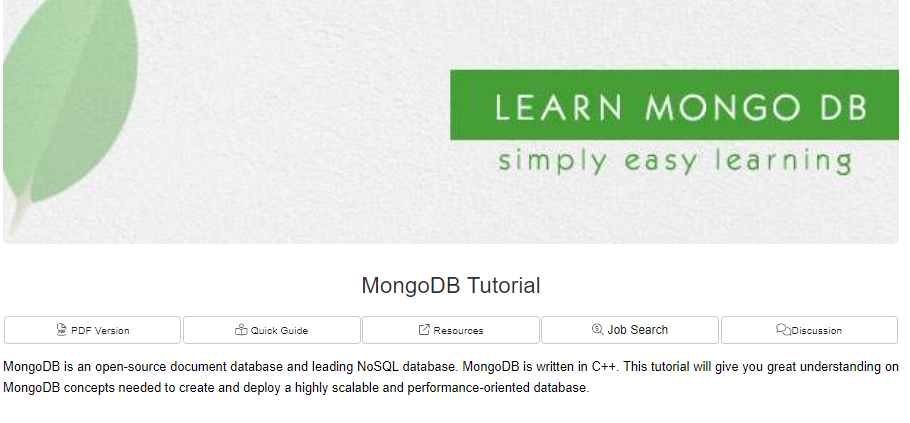 LEARN MONGO DB
simply easy learning
MongoDB Tutorial
PDF Version
Quick Guide
Resources
Job Search
Discussion
MongoDB is an open-source document database and leading NoSQL database. MongoDB is written in C++. This tutorial will give you great understanding on
MongoDB concepts needed to create and deploy a highly scalable and performance-oriented database.